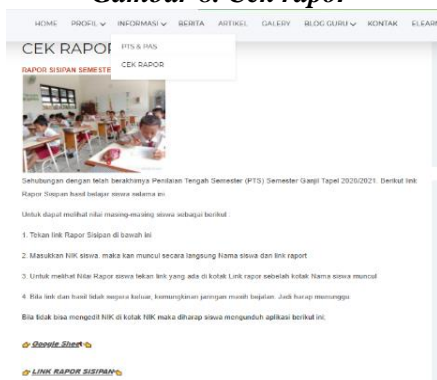 Gambar 8. Cek rapor
HOME PROFIL INFORMASI BERITA ARTIKEL GALERY BLOG GURU KONTAK ELEARN
CEK RAPOR
PTS & PAS
CEK RAPOR
RAPOR SISIPAN SEMESTE
Sehubungan dengan telah berakhirnya Penilaian Tengah Semester (PTS) Semester Ganjil Tapel 2020/2021. Berikut link
Rapor Sisipan hasil belajar siswa selama ini.
Untuk dapat melihat nilai masing-masing siswa sebagai berikut
1. Tekan link Rapor Sisipan di bawah ini
2. Masukkan NIK siswa, maka kan muncul secara langsung Nama siswa dan link raport
3. Untuk melihat Nilai Rapor siswa tekan link yang ada di kotak Link rapor sebelah kotak Nama siswa muncul
4. Bila link dan hasil tidak segera keluar, kemungkinan jaringan masih berjalan. Jadi harap menunggu
Bila tidak bisa mengedit NIK di kotak NIK maka diharap siswa mengunduh aplikasi berikut ini:
👉 Google Sheet 👈
👉 LINK RAPOR SISIPAN 👈